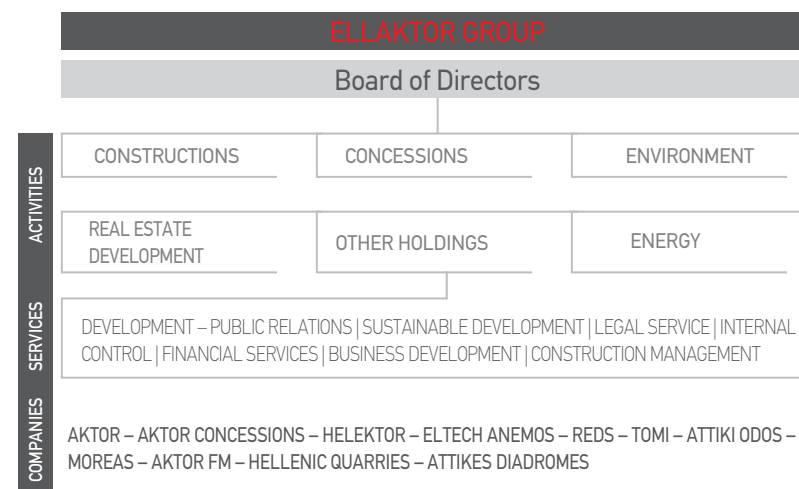 ELLAKTOR GROUP
Board of Directors
ACTIVITIES
CONSTRUCTIONS
CONCESSIONS
ENVIRONMENT
REAL ESTATE
DEVELOPMENT
OTHER HOLDINGS
ENERGY
SERVICES
DEVELOPMENT – PUBLIC RELATIONS | SUSTAINABLE DEVELOPMENT | LEGAL SERVICE | INTERNAL
CONTROL | FINANCIAL SERVICES | BUSINESS DEVELOPMENT | CONSTRUCTION MANAGEMENT
COMPANIES
AKTOR – AKTOR CONCESSIONS – HELEKTOR – ELTECH ANEMOS – REDS – TOMI – ATTIKI ODOS –
MOREAS – AKTOR FM – HELLENIC QUARRIES – ATTIKES DIADROMES